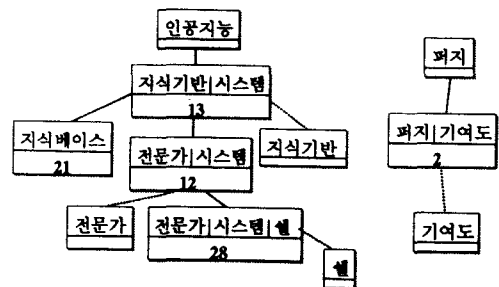 인공지능
퍼지
지식기반|시스템
13
지식베이스
21
전문가|시스템
12
지식기반
퍼지|기여도
2
전문가
전문가|시스템|쉘
28
기여도
쉘